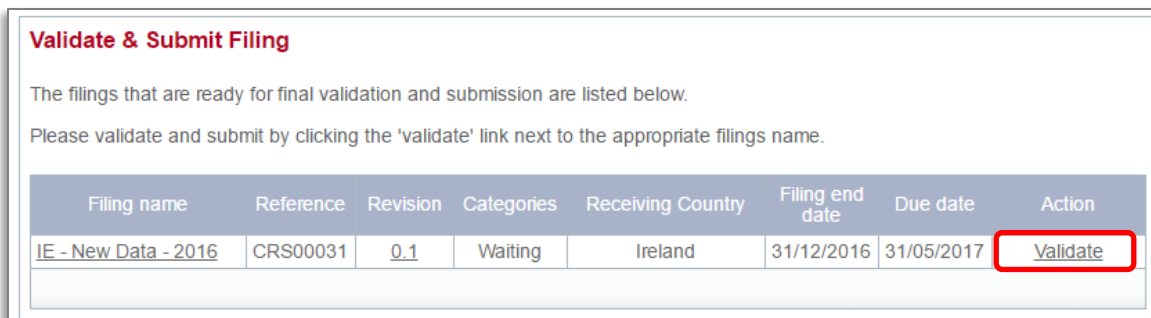 Validate & Submit Filing
The filings that are ready for final validation and submission are listed below.
Please validate and submit by clicking the 'validate' link next to the appropriate filings name.
Filing name Reference Revision Categories Receiving Country Filing end date Due date Action
IE - New Data - 2016 CRS00031 0.1 Waiting Ireland 31/12/2016 31/05/2017 Validate